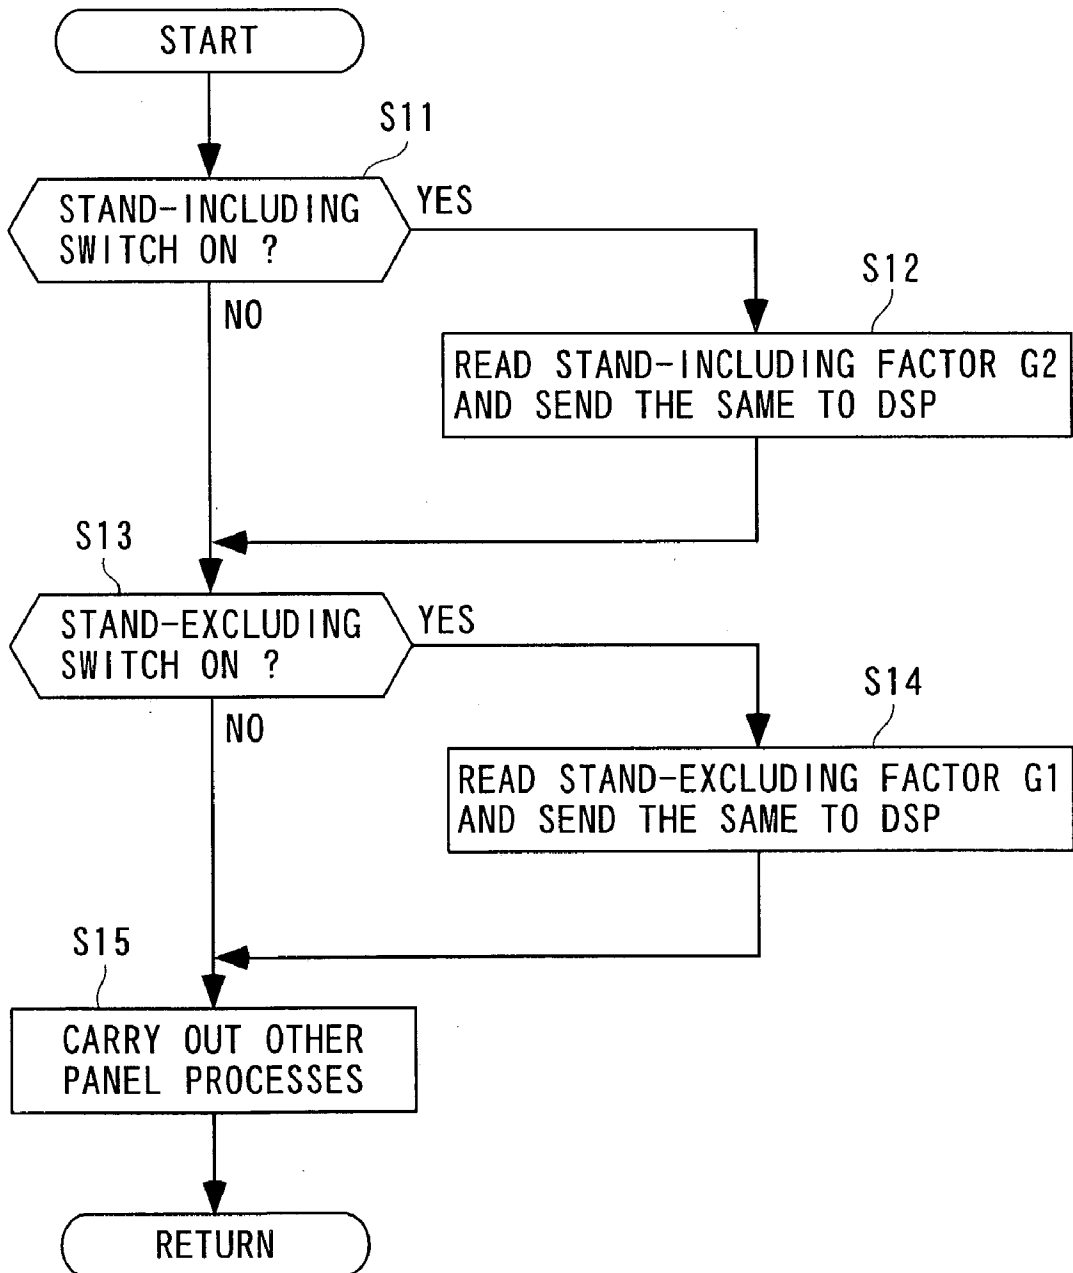 START
S11
STAND-INCLUDING
SWITCH ON ?
YES
NO
S12
READ STAND-INCLUDING FACTOR G2
AND SEND THE SAME TO DSP
S13
STAND-EXCLUDING
SWITCH ON ?
YES
NO
S14
READ STAND-EXCLUDING FACTOR G1
AND SEND THE SAME TO DSP
S15
CARRY OUT OTHER
PANEL PROCESSES
RETURN